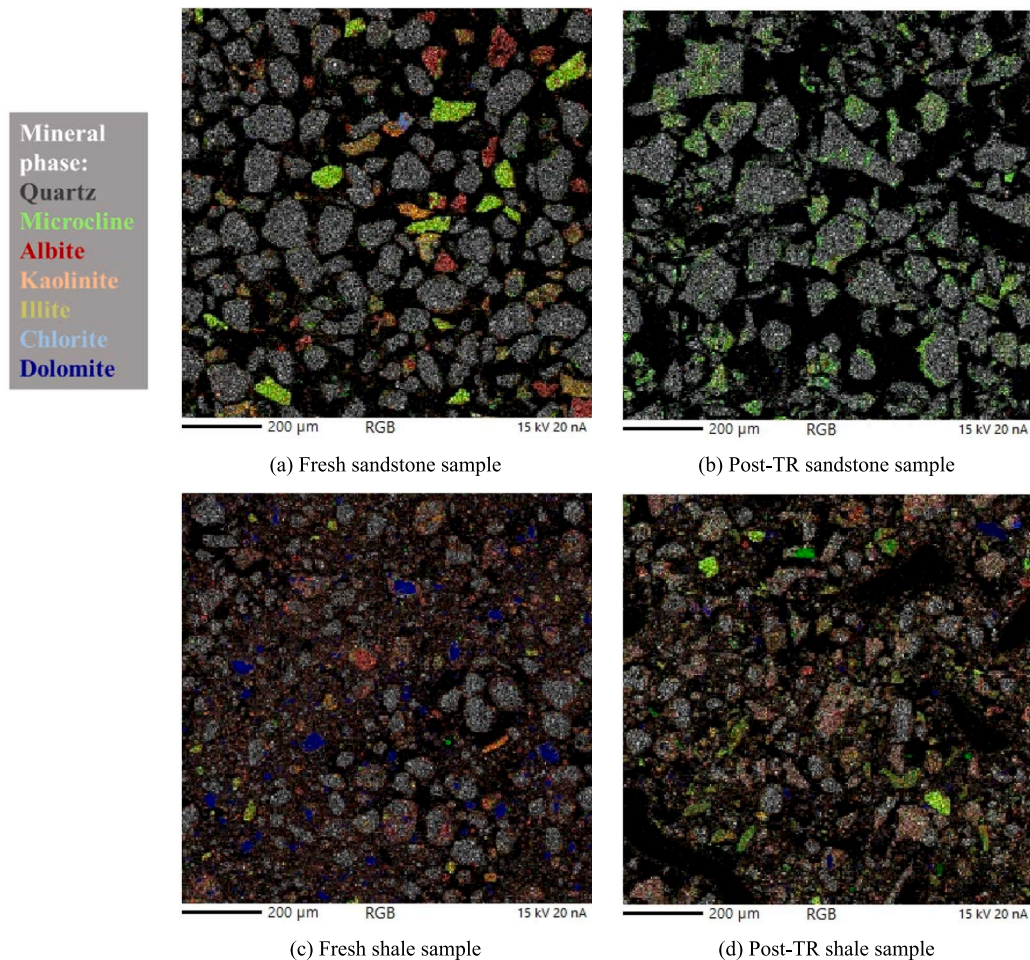 Mineral
phase:
Quartz
Microcline
Albite
Kaolinite
Illite
Chlorite
Dolomite
200 µm RGB 15 kV 20 nA
200 µm RGB 15 kV 20 nA
(a) Fresh sandstone sample
(b) Post-TR sandstone sample
200 µm RGB 15 kV 20 nA
200 µm RGB 15 kV 20 nA
(c) Fresh shale sample
(d) Post-TR shale sample